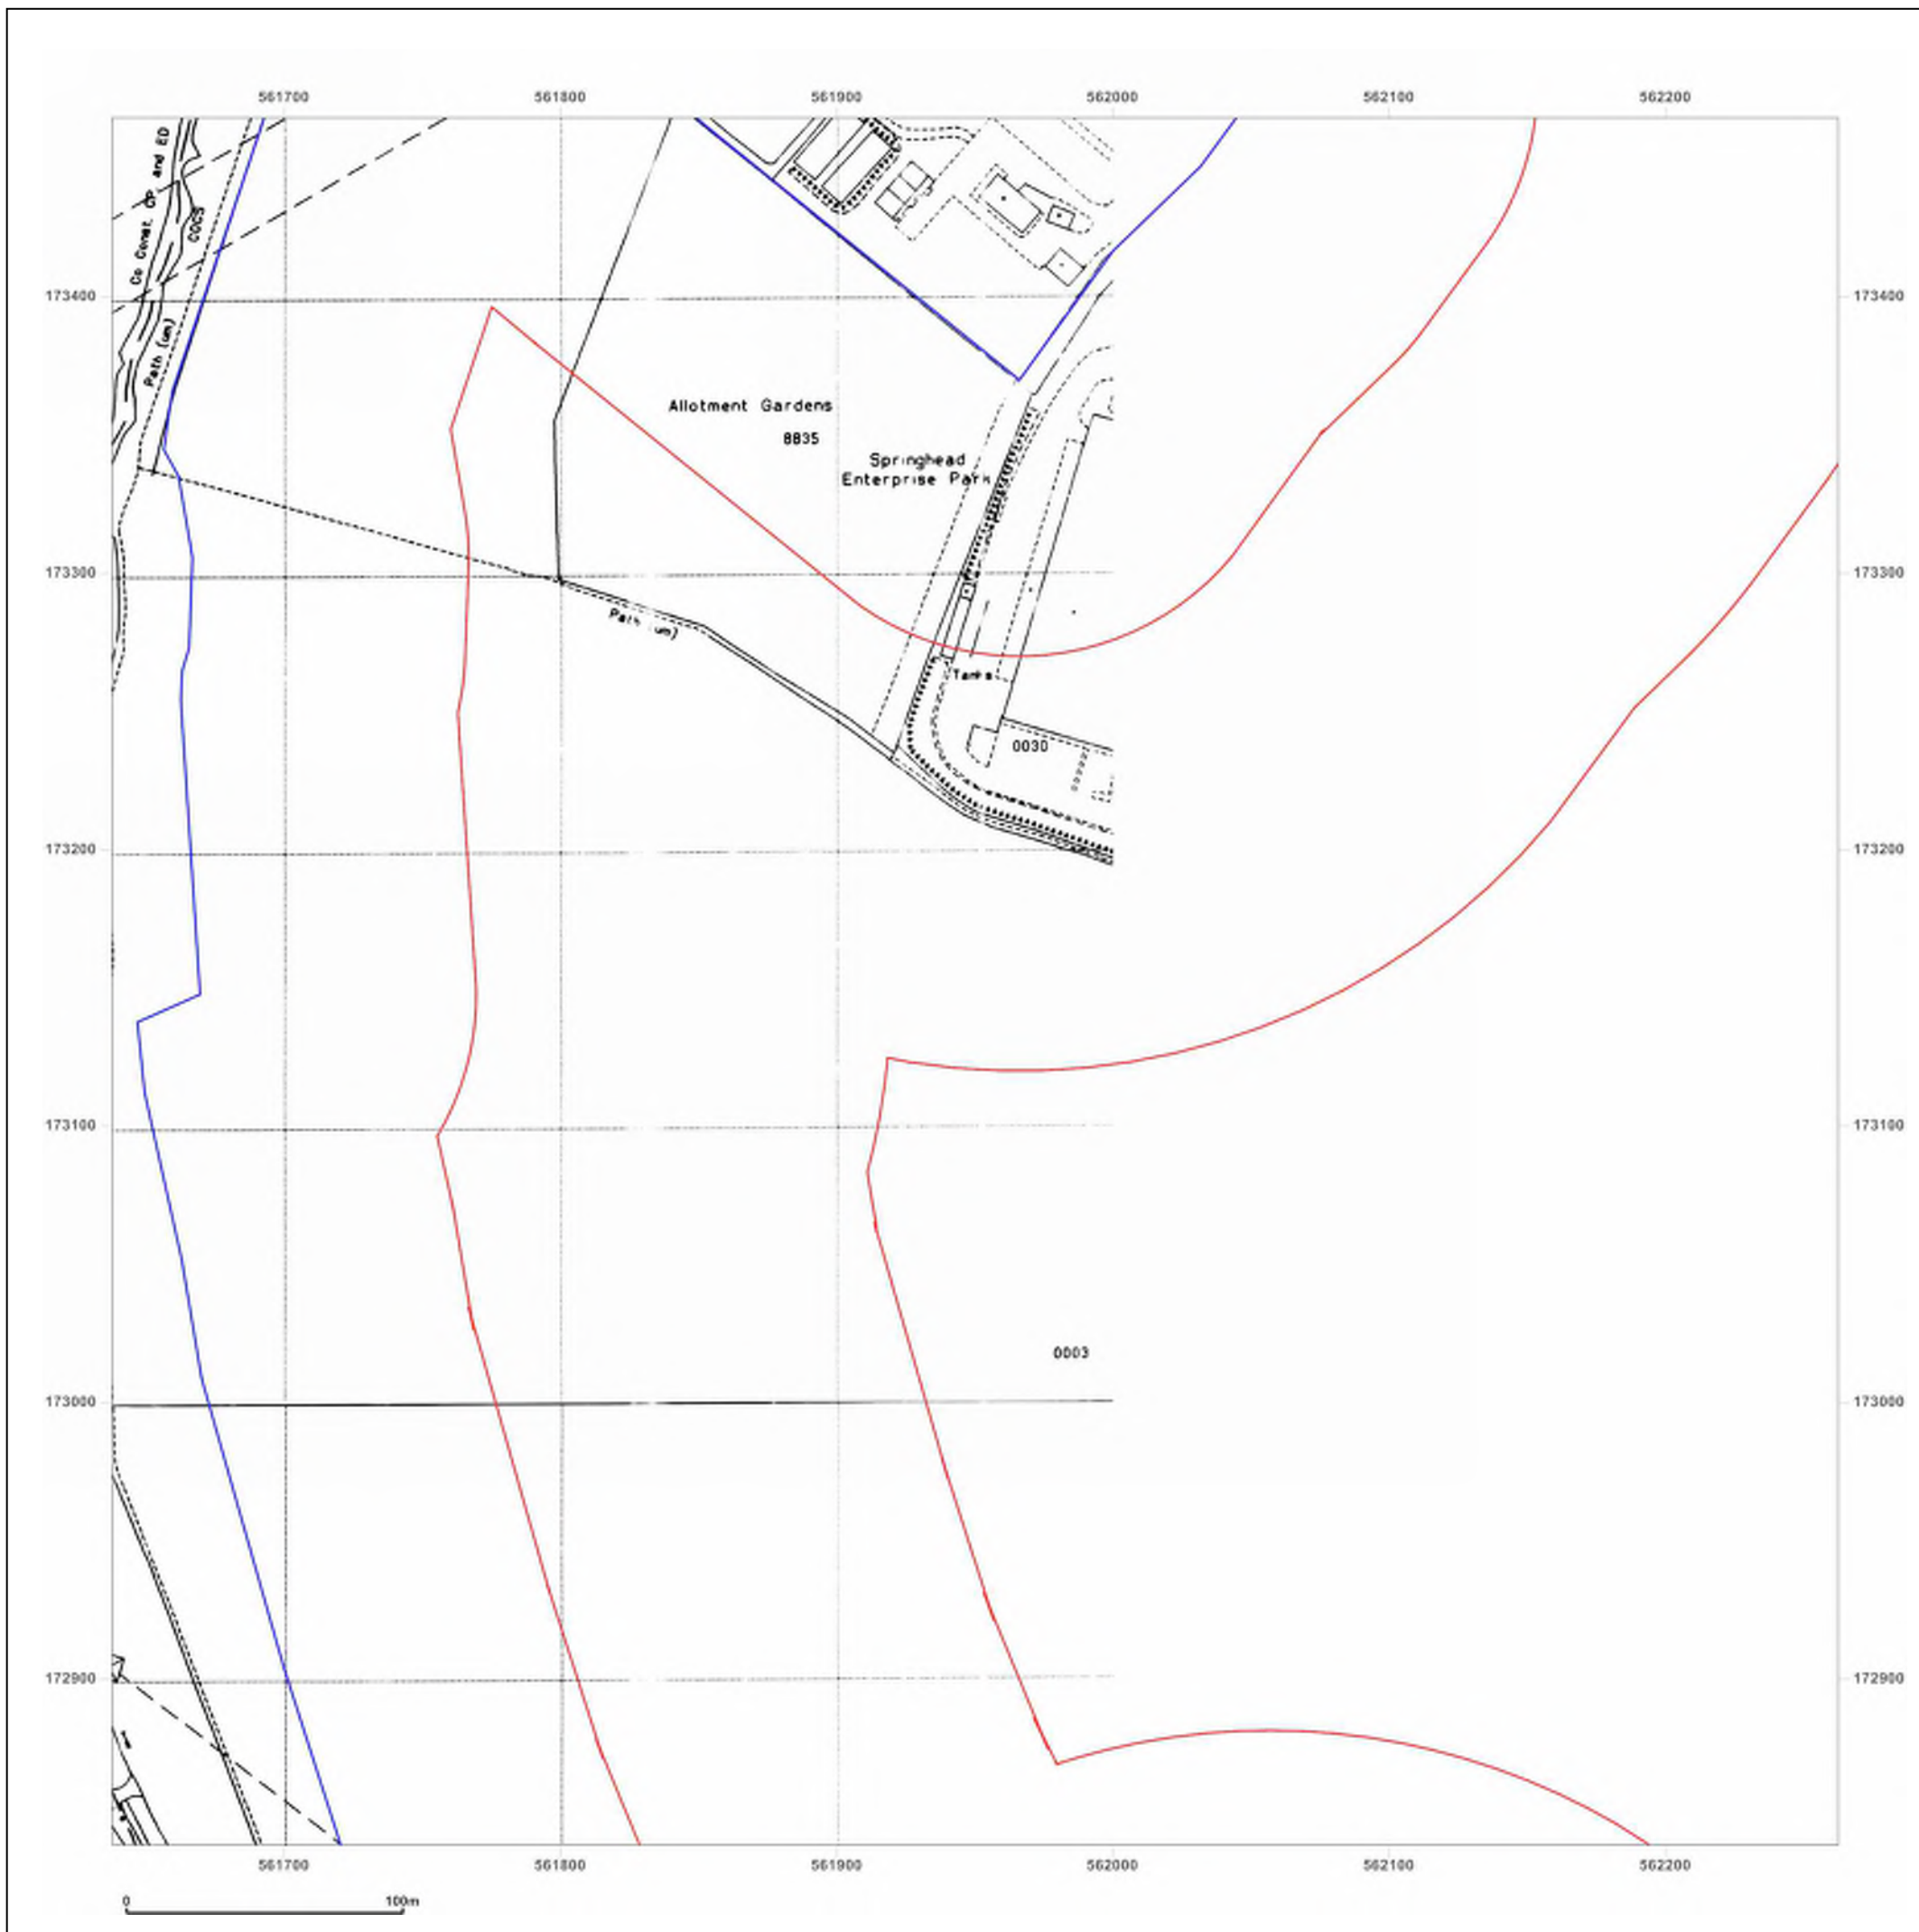 561700 561800 561900 562000 562100 562200
Co Const, CP and ED
COCS
Path (um)
173400 173400
Allotment Gardens
8835
Springhead
Enterprise Park
173300 173300
Path (um)
Tanks
0030
173200 173200
173100 173100
0003
173000 173000
172900 172900
561700 561800 561900 562000 562100 562200
0 100m